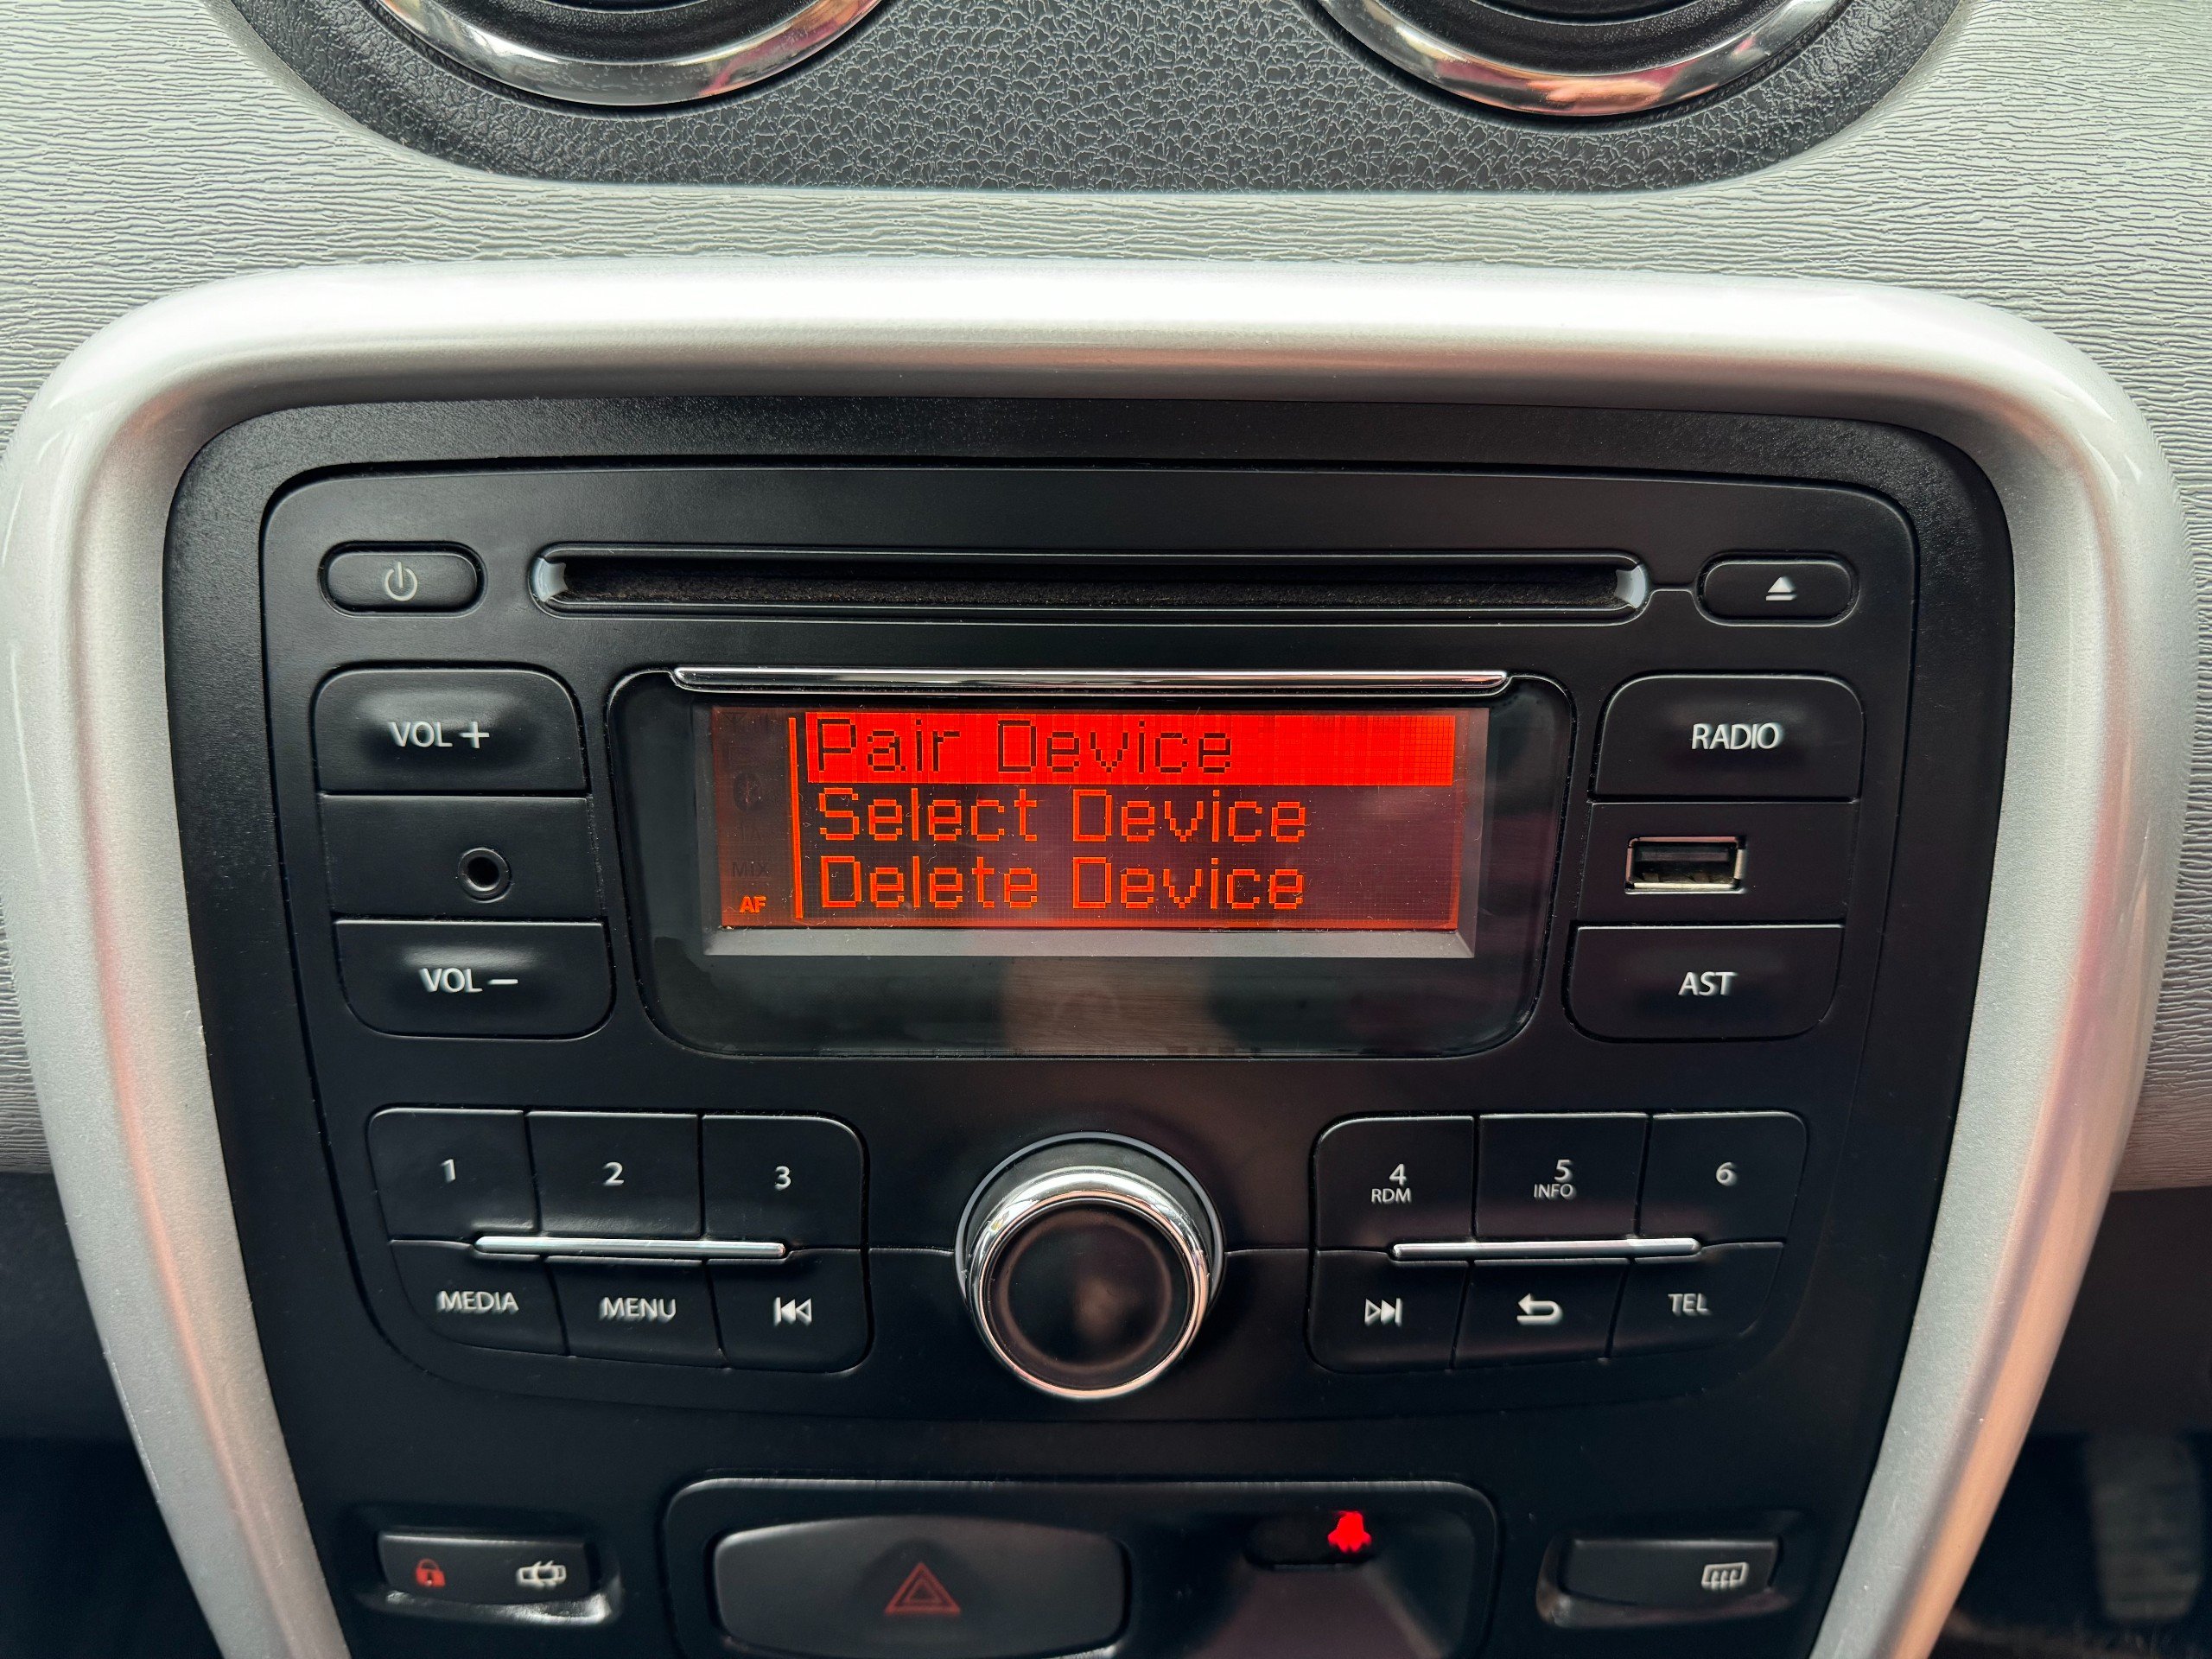 VOL +
RADIO
Pair Device
Select Device
Delete Device
MIX
AF
VOL −
AST
1
2
3
4
RDM
5
INFO
6
MEDIA
MENU
TEL